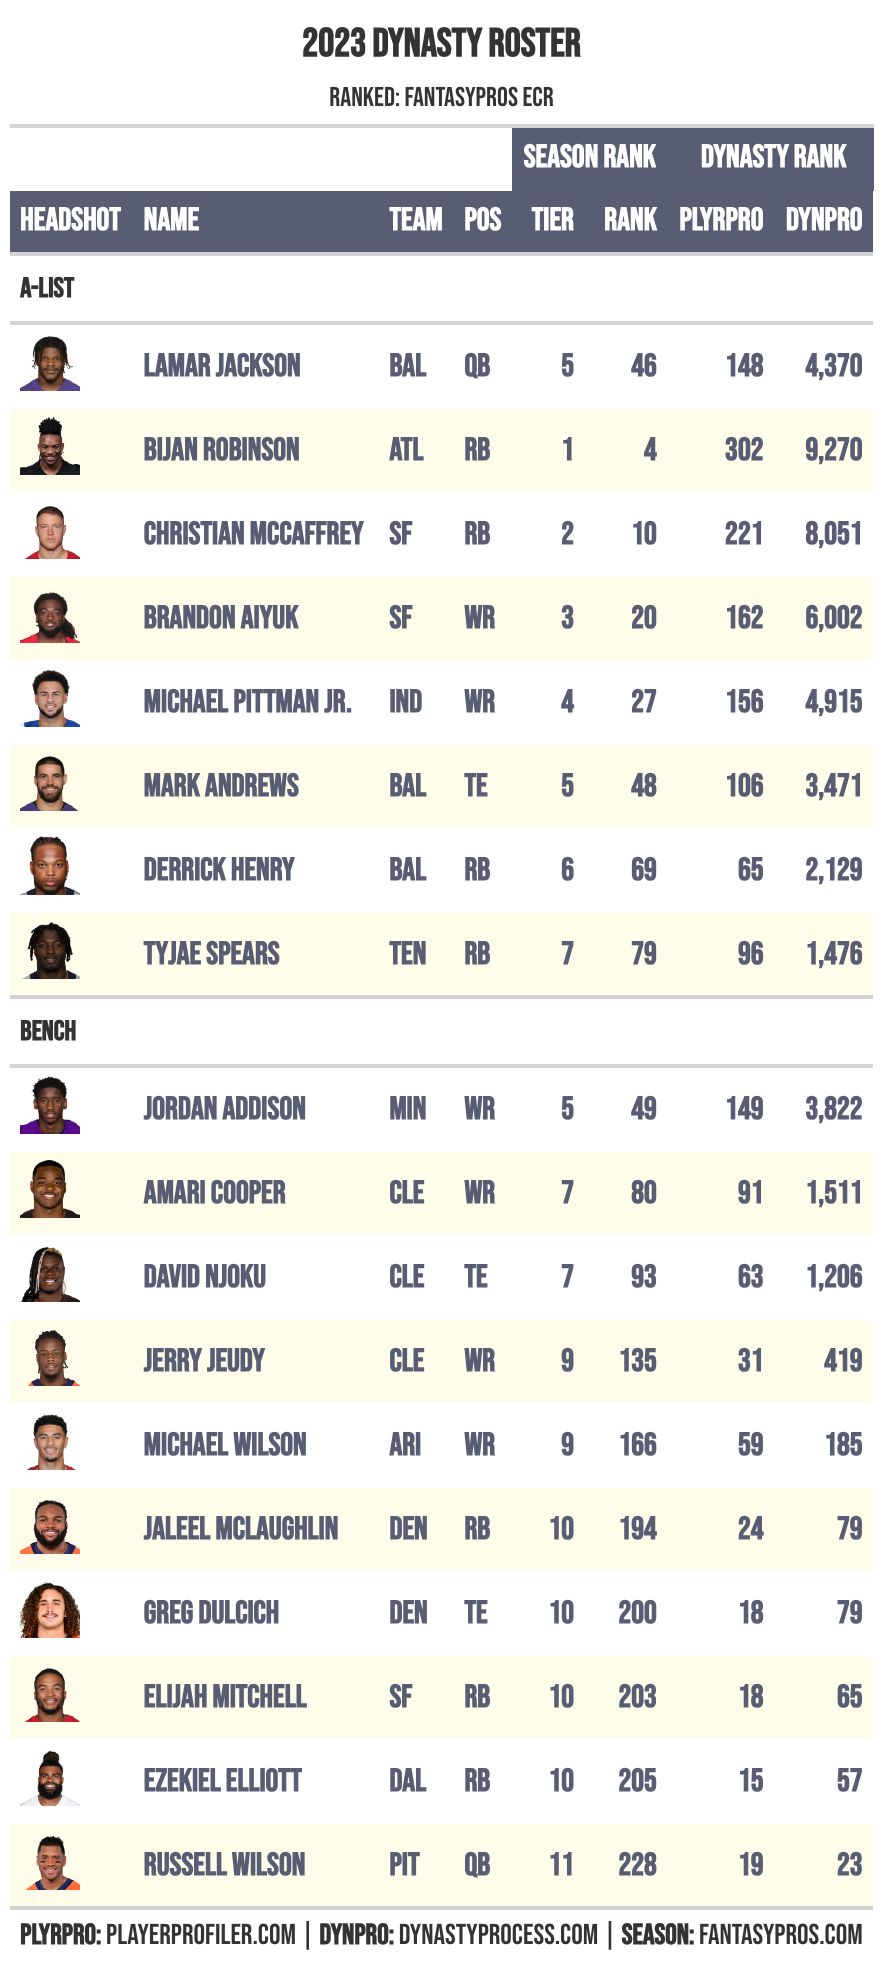 2023 DYNASTY ROSTER
RANKED: FANTASYPROS ECR
SEASON RANK DYNASTY RANK
HEADSHOT NAME TEAM POS TIER RANK PLYRPRO DYNPRO
A-LIST
LAMAR JACKSON BAL QB 5 46 148 4,370
BIJAN ROBINSON ATL RB 1 4 302 9,270
CHRISTIAN MCCAFFREY SF RB 2 10 221 8,051
BRANDON AIYUK SF WR 3 20 162 6,002
MICHAEL PITTMAN JR. IND WR 4 27 156 4,915
MARK ANDREWS BAL TE 5 48 106 3,471
DERRICK HENRY BAL RB 6 69 65 2,129
TYJAE SPEARS TEN RB 7 79 96 1,476
BENCH
JORDAN ADDISON MIN WR 5 49 149 3,822
AMARI COOPER CLE WR 7 80 91 1,511
DAVID NJOKU CLE TE 7 93 63 1,206
JERRY JEUDY CLE WR 9 135 31 419
MICHAEL WILSON ARI WR 9 166 59 185
JALEEL MCLAUGHLIN DEN RB 10 194 24 79
GREG DULCICH DEN TE 10 200 18 79
ELIJAH MITCHELL SF RB 10 203 18 65
EZEKIEL ELLIOTT DAL RB 10 205 15 57
RUSSELL WILSON PIT QB 11 228 19 23
PLYRPRO: PLAYERPROFILER.COM | DYNPRO: DYNASTYPROCESS.COM | SEASON: FANTASYPROS.COM